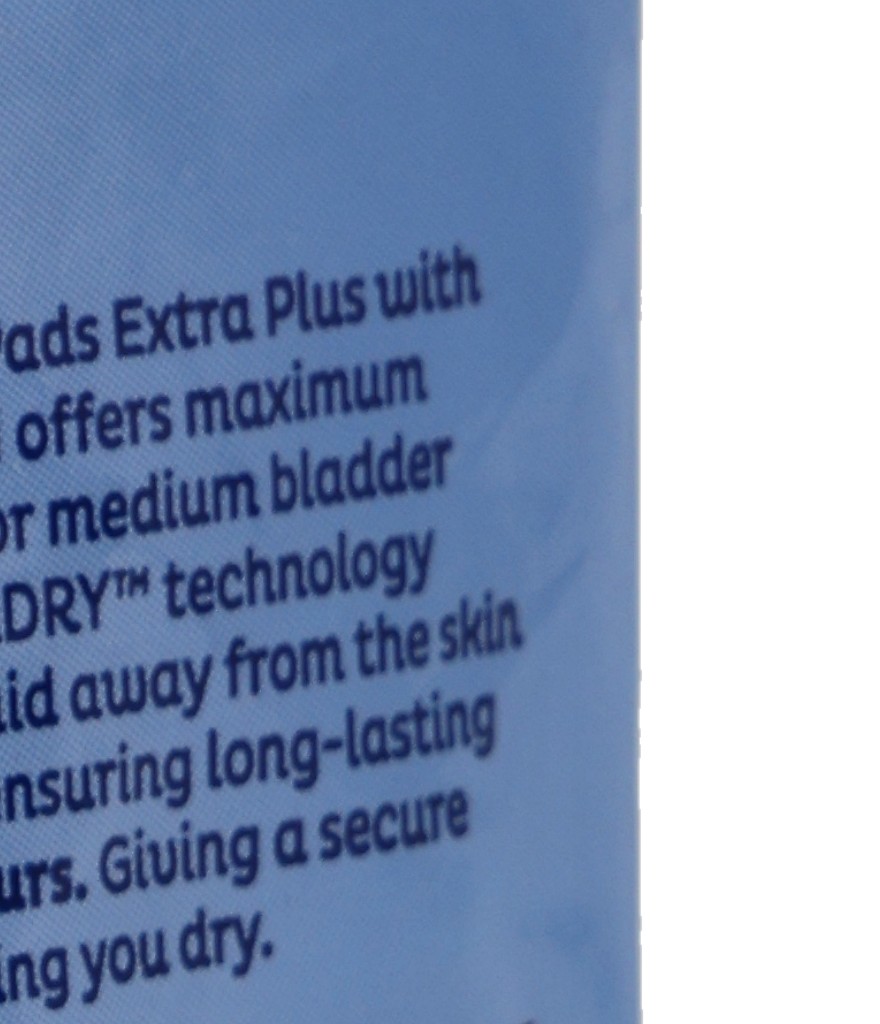 ads Extra Plus with
offers maximum
or medium bladder
DRY™ technology
id away from the skin
nsuring long-lasting
urs. Giving a secure
ing you dry.